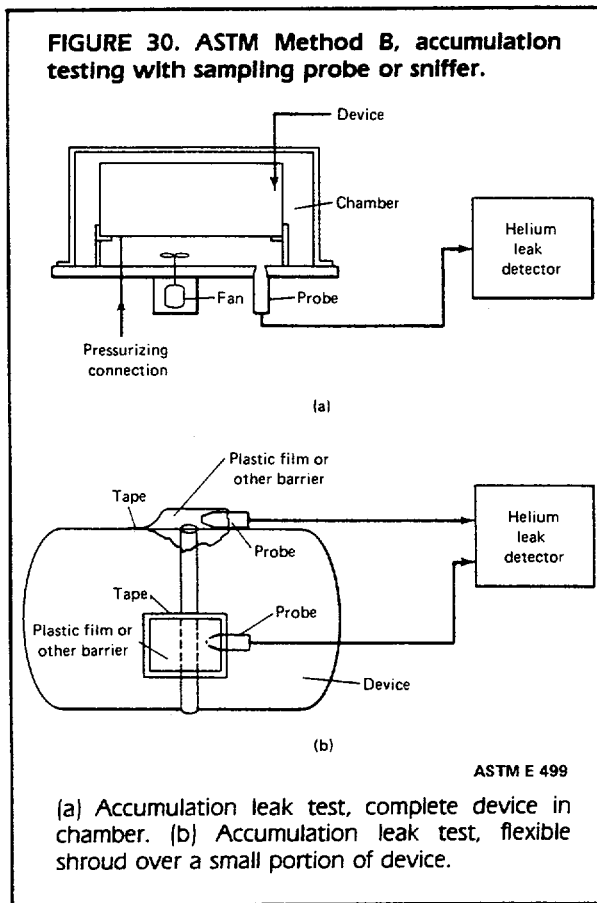 FIGURE 30. ASTM Method B, accumulation
testing with sampling probe or sniffer.
Device
Chamber
Helium
leak
detector
Fan
Probe
Pressurizing
connection
(a)
Plastic film or
other barrier
Tape
Probe
Helium
leak
detector
Tape
Probe
Plastic film or
other barrier
Device
(b)
ASTM E 499
(a) Accumulation leak test, complete device in
chamber. (b) Accumulation leak test, flexible
shroud over a small portion of device.